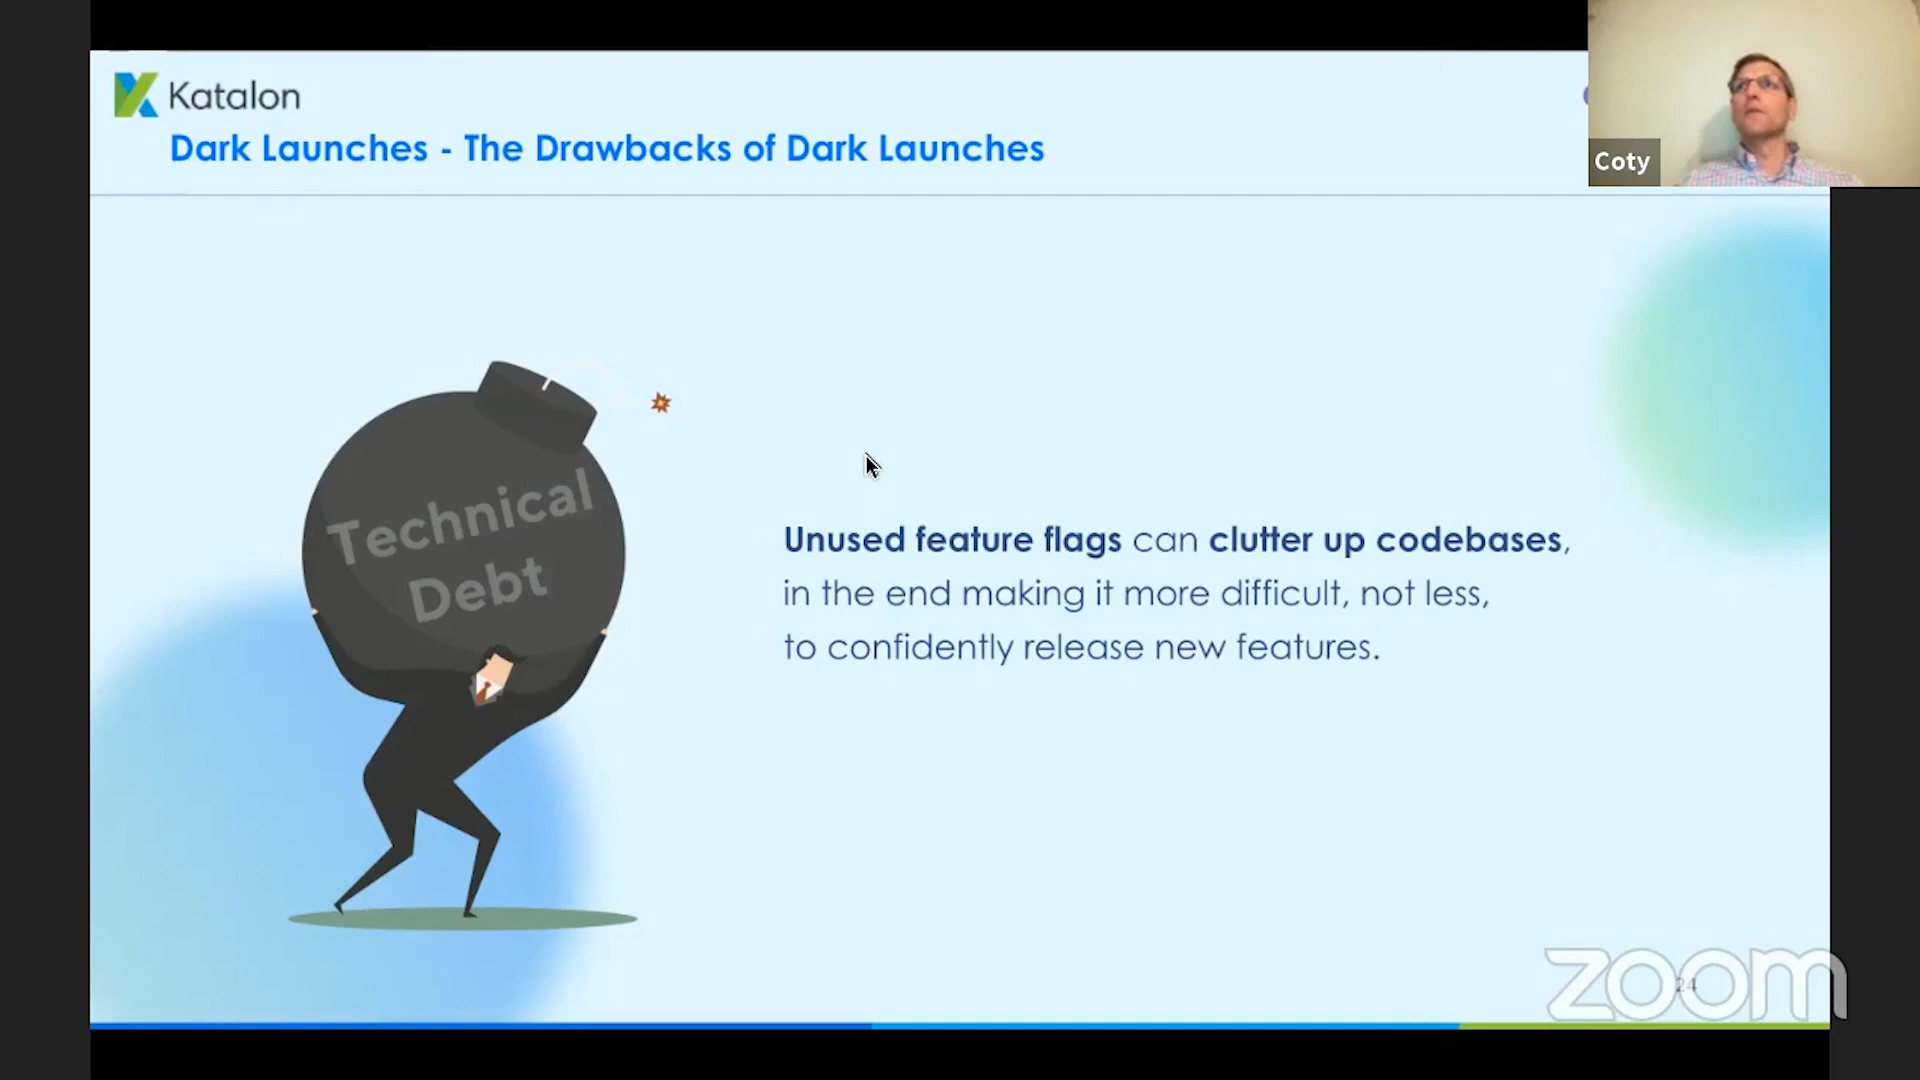 Katalon
Dark Launches - The Drawbacks of Dark Launches
Coty
Technical
Debt
Unused feature flags can clutter up codebases,
in the end making it more difficult, not less,
to confidently release new features.
24
zoom